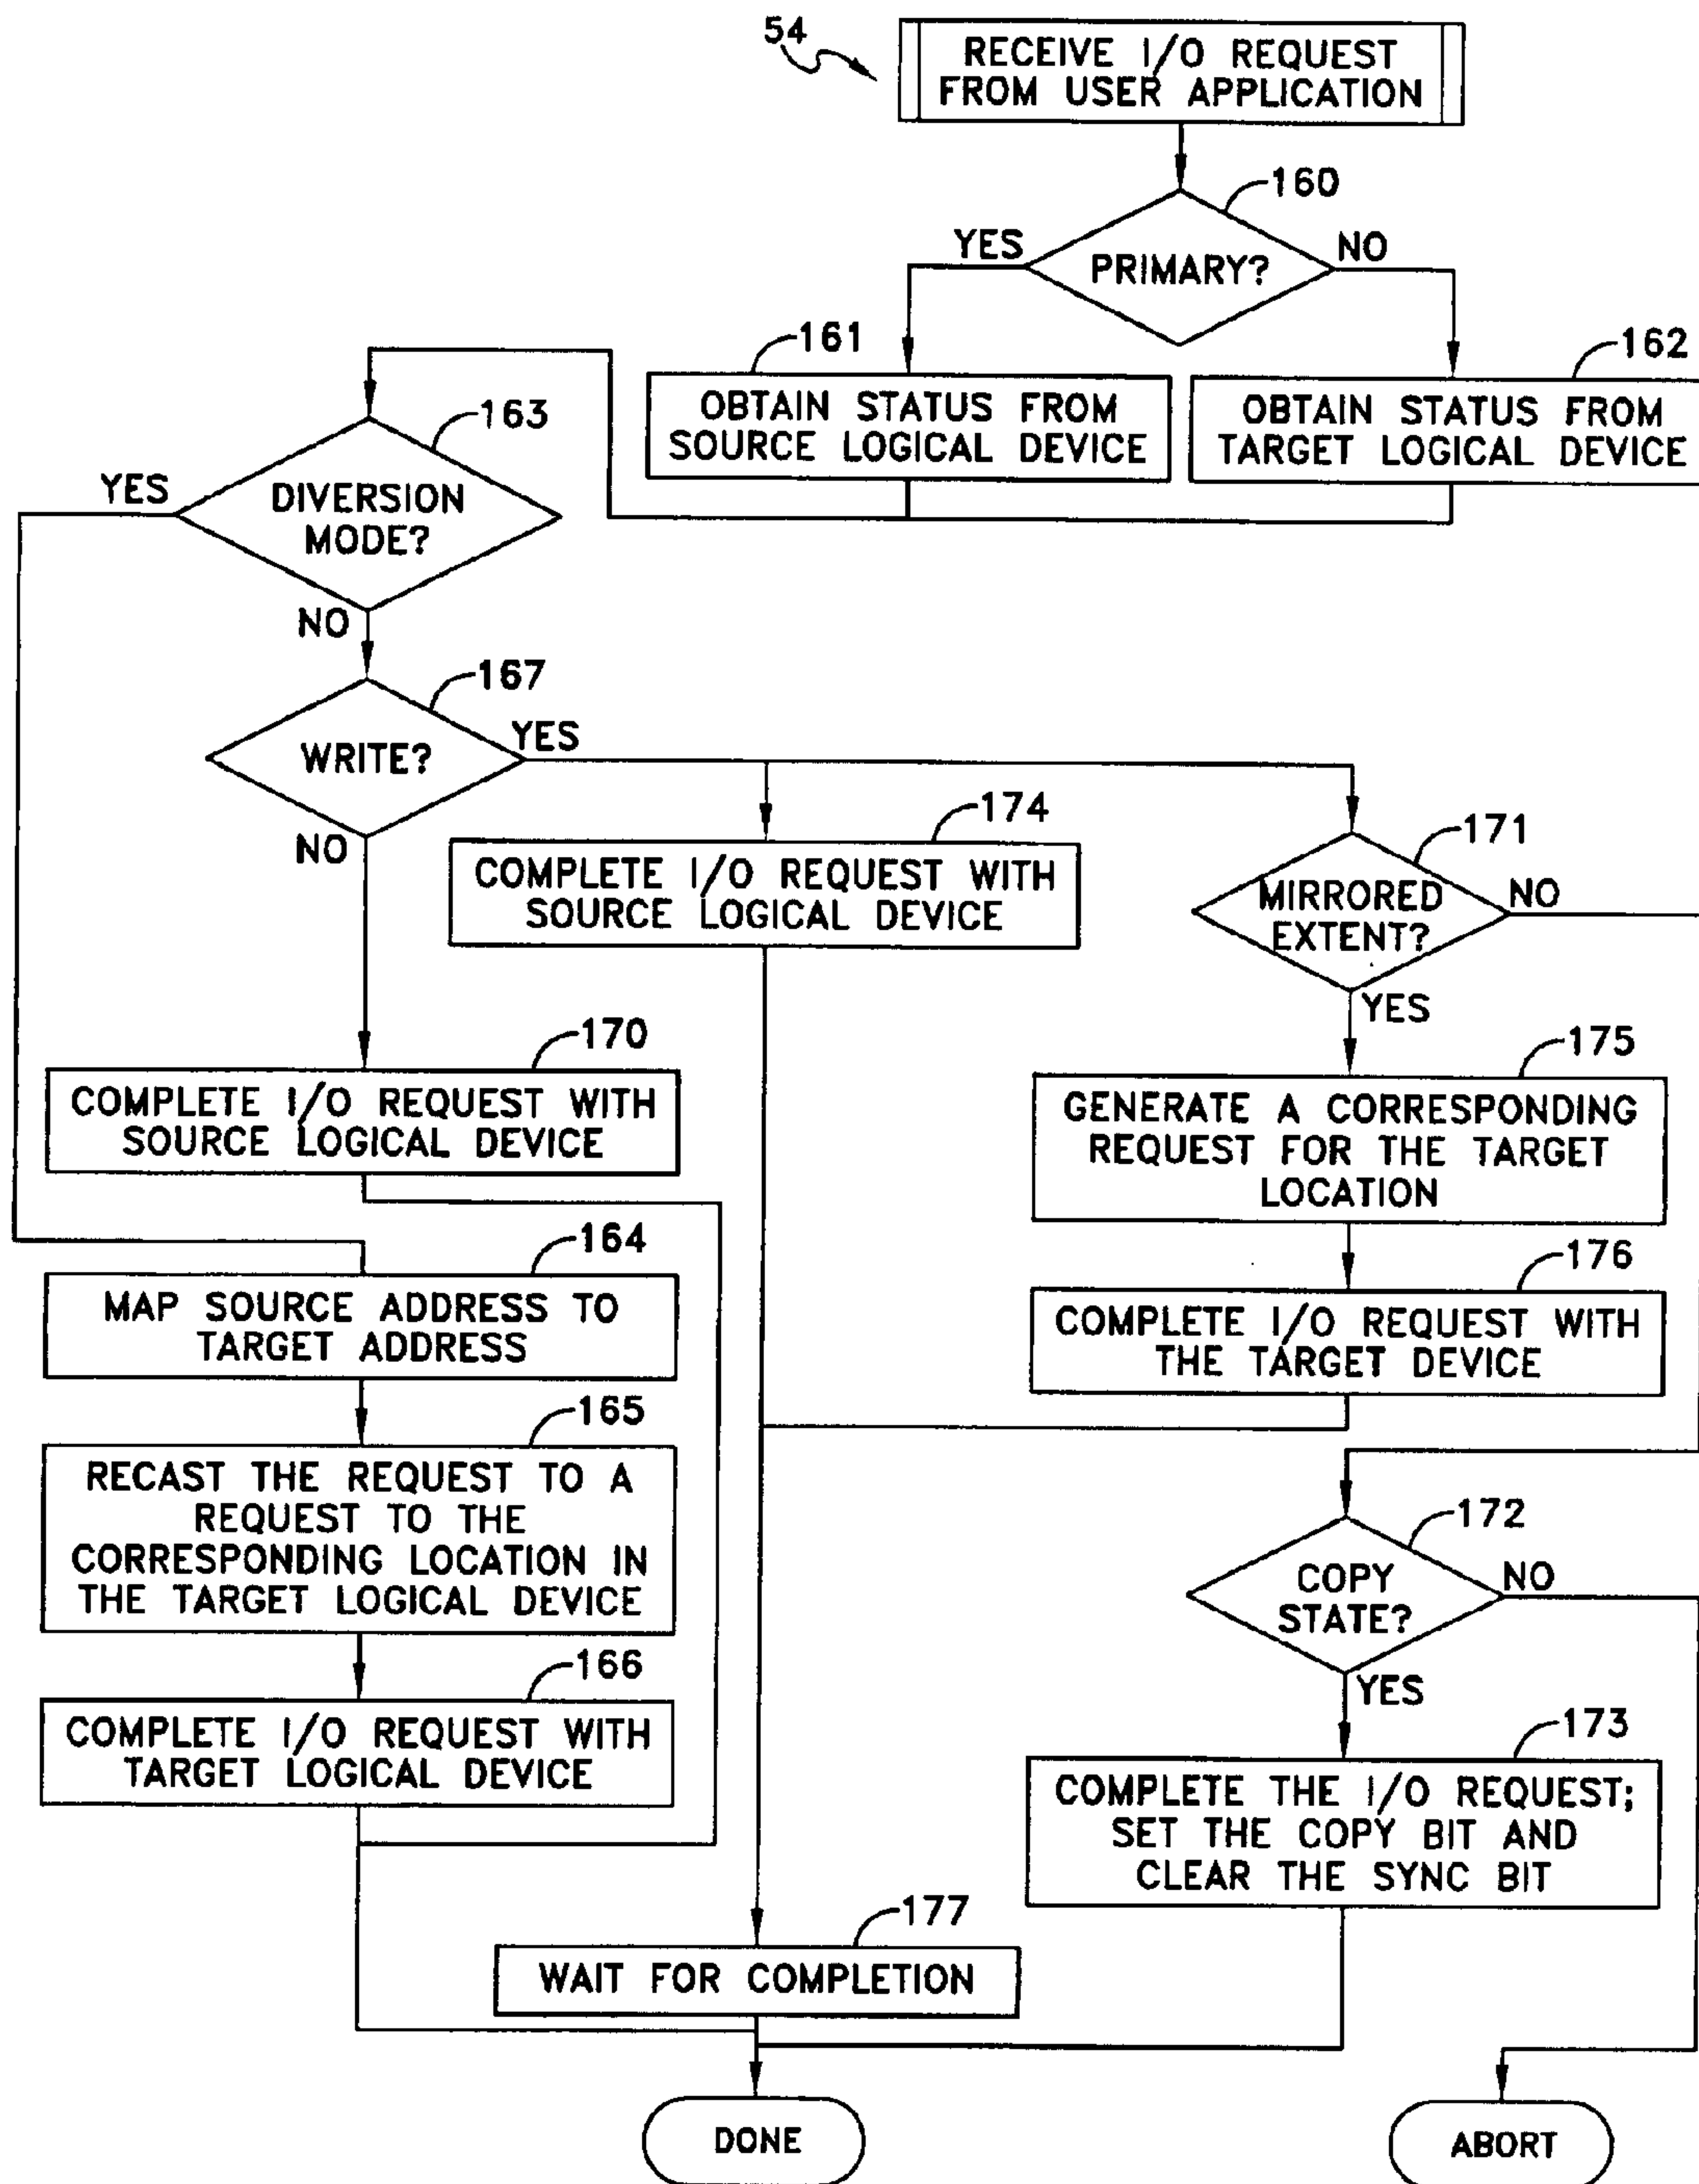 54
RECEIVE I/O REQUEST
FROM USER APPLICATION
160
YES
PRIMARY?
NO
161
OBTAIN STATUS FROM
SOURCE LOGICAL DEVICE
162
OBTAIN STATUS FROM
TARGET LOGICAL DEVICE
163
YES
DIVERSION
MODE?
NO
167
WRITE?
YES
NO
174
COMPLETE I/O REQUEST WITH
SOURCE LOGICAL DEVICE
171
MIRRORED
EXTENT?
NO
YES
170
COMPLETE I/O REQUEST WITH
SOURCE LOGICAL DEVICE
175
GENERATE A CORRESPONDING
REQUEST FOR THE TARGET
LOCATION
164
MAP SOURCE ADDRESS TO
TARGET ADDRESS
176
COMPLETE I/O REQUEST WITH
THE TARGET DEVICE
165
RECAST THE REQUEST TO A
REQUEST TO THE
CORRESPONDING LOCATION IN
THE TARGET LOGICAL DEVICE
172
COPY
STATE?
NO
YES
166
COMPLETE I/O REQUEST WITH
TARGET LOGICAL DEVICE
173
COMPLETE THE I/O REQUEST;
SET THE COPY BIT AND
CLEAR THE SYNC BIT
177
WAIT FOR COMPLETION
DONE
ABORT